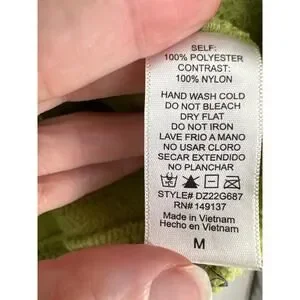 SELF:
100% POLYESTER
CONTRAST:
100% NYLON
HAND WASH COLD
DO NOT BLEACH
DRY FLAT
DO NOT IRON
LAVE FRIO A MANO
NO USAR CLORO
SECAR EXTENDIDO
NO PLANCHAR
STYLE# DZ22G687
RN# 149137
Made in Vietnam
Hecho en Vietnam
M